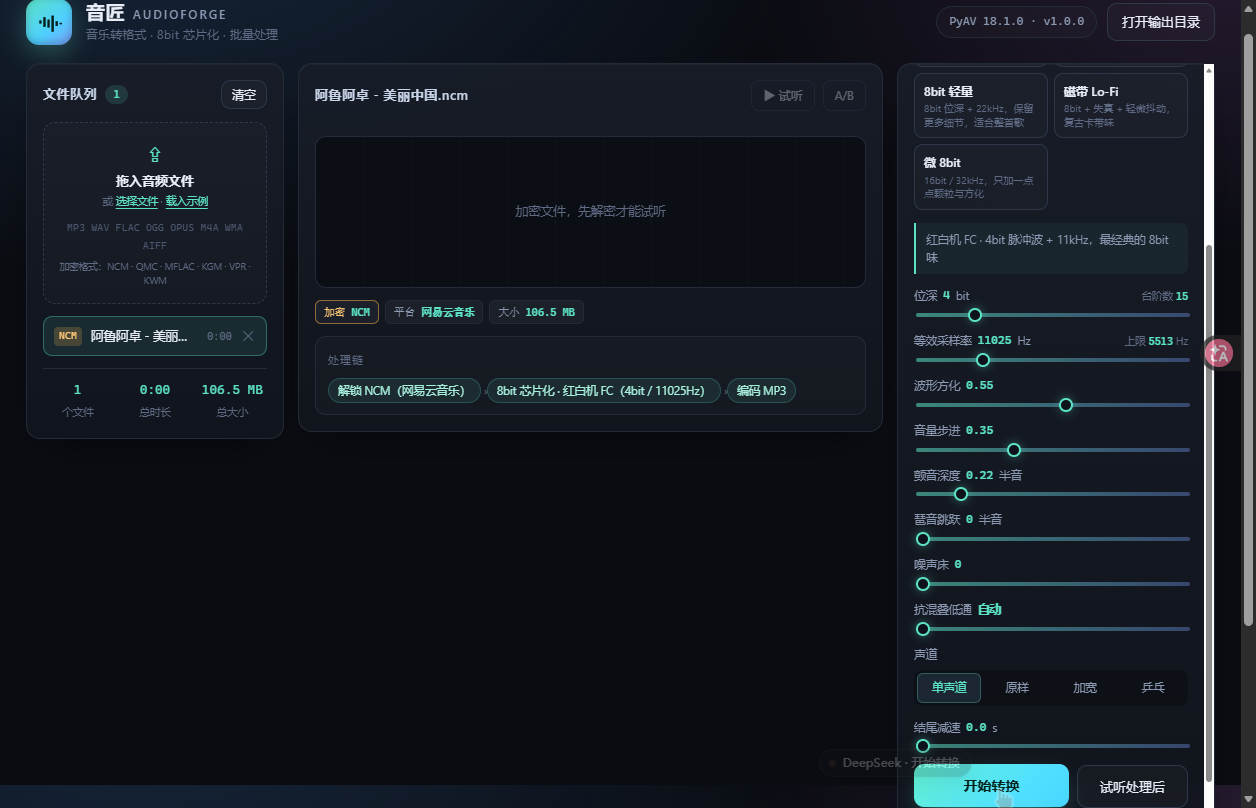 音匠 AUDIOFORGE
音乐转格式 · 8bit 芯片化 · 批量处理
PyAV 18.1.0 · v1.0.0
打开输出目录
文件队列 1
清空
拖入音频文件
或 选择文件 · 载入示例
MP3 WAV FLAC OGG OPUS M4A WMA
AIFF
加密格式：NCM · QMC · MFLAC · KGM · VPR ·
KWM
NCM 阿鲁阿卓 - 美丽... 0:00
1 0:00 106.5 MB
个文件 总时长 总大小
阿鲁阿卓 - 美丽中国.ncm
▶ 试听
A/B
加密文件，先解密才能试听
加密 NCM
平台 网易云音乐
大小 106.5 MB
处理链
解锁 NCM（网易云音乐） › 8bit 芯片化 · 红白机 FC（4bit / 11025Hz） › 编码 MP3
8bit 轻量
8bit 位深 + 22kHz，保留
更多细节，适合整首歌
磁带 Lo-Fi
8bit + 失真 + 轻微抖动，
复古卡带味
微 8bit
16bit / 32kHz，只加一点
点颗粒与方化
红白机 FC · 4bit 脉冲波 + 11kHz，最经典的 8bit
味
位深 4 bit 台阶数 15
等效采样率 11025 Hz 上限 5513 Hz
波形方化 0.55
音量步进 0.35
颤音深度 0.22 半音
琶音跳跃 0 半音
噪声床 0
抗混叠低通 自动
声道
单声道 原样 加宽 乒乓
结尾减速 0.0 s
DeepSeek · 开始转换
开始转换
试听处理后